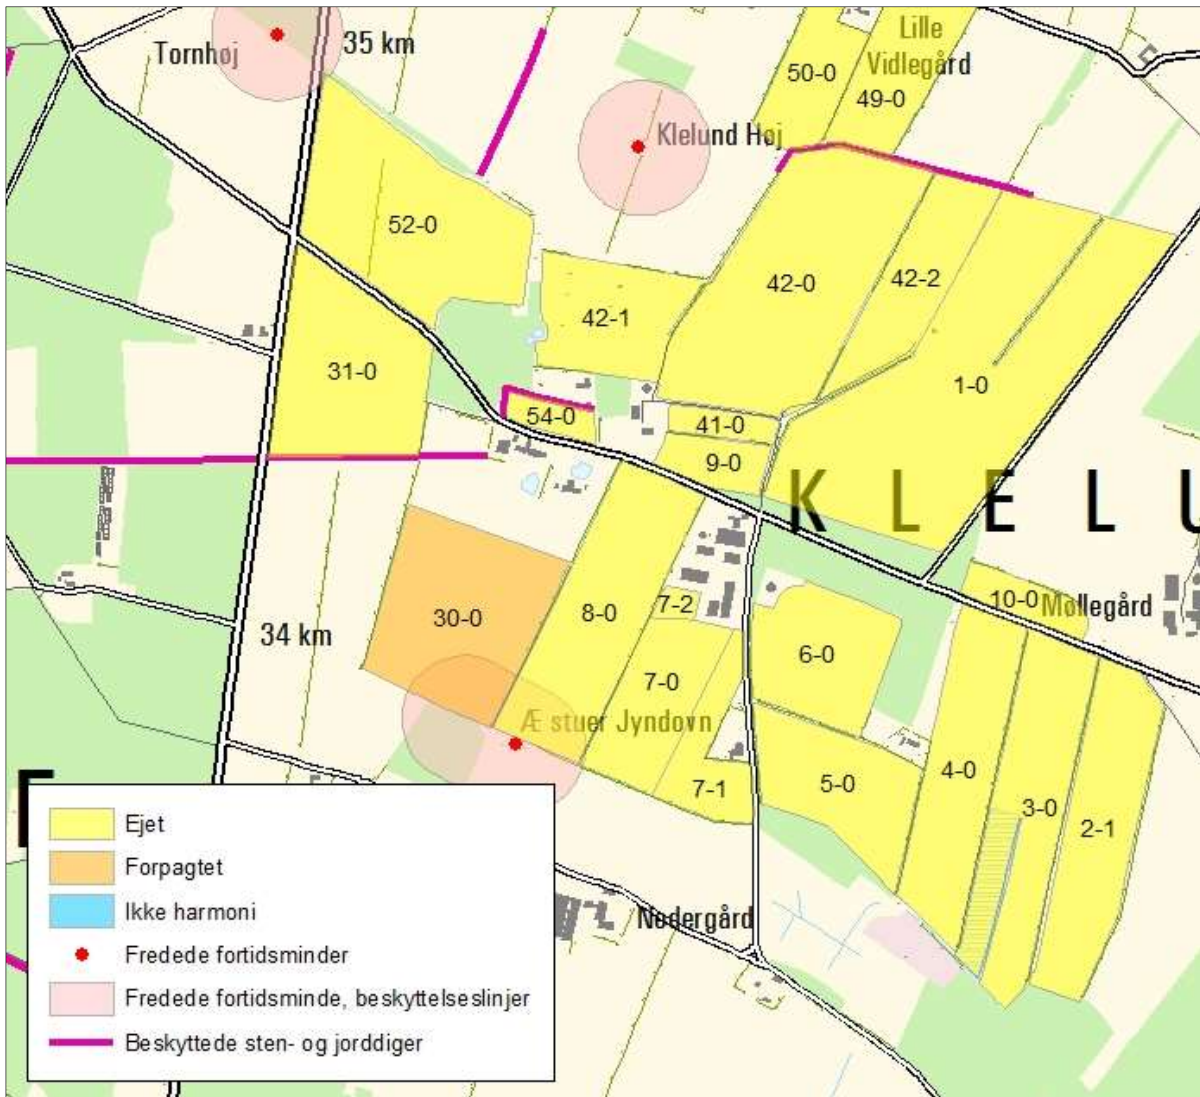 Lille
Vidlegård
Tornhøj
35 km
50-0
49-0
Klelund Høj
52-0
42-0
42-2
42-1
31-0
1-0
54-0
41-0
9-0
K L E L U
30-0
8-0
7-2
10-0
Møllegård
34 km
6-0
7-0
Æ stuer Jyndovn
4-0
5-0
7-1
3-0
2-1
Nedergård
Ejet
Forpagtet
Ikke harmoni
Fredede fortidsminder
Fredede fortidsminde, beskyttelseslinjer
Beskyttede sten- og jorddiger